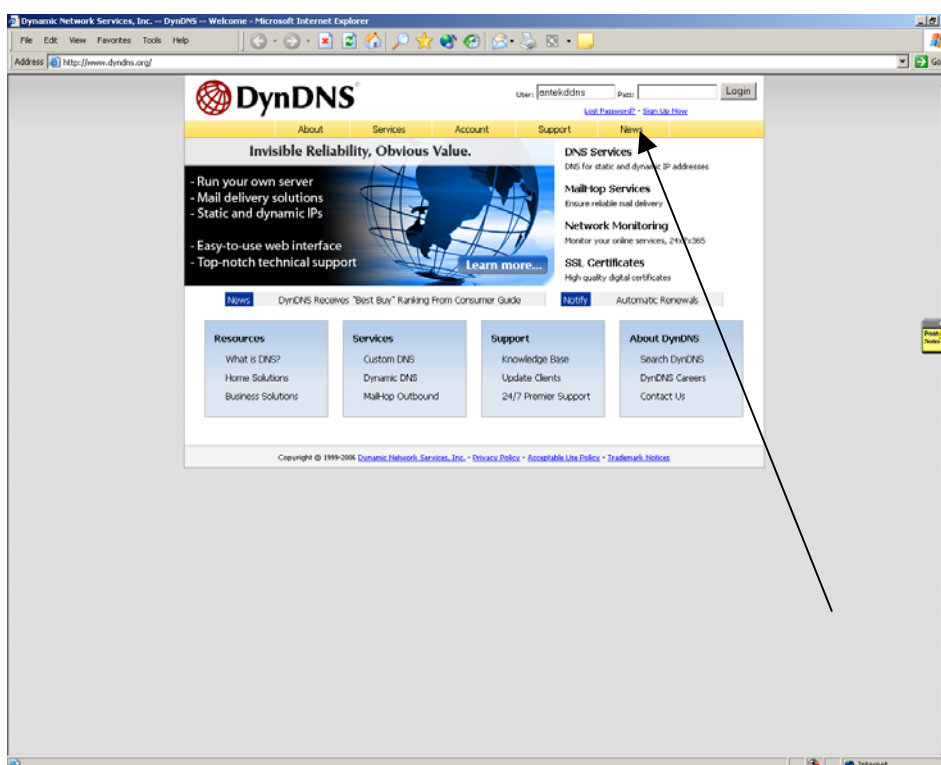 Dynamic Network Services, Inc. -- DynDNS -- Welcome - Microsoft Internet Explorer
File Edit View Favorites Tools Help
Address http://www.dyndns.org/ Go
DynDNS
User: antekddns Pass: Login
Lost Password? - Sign Up Now
About Services Account Support News
Invisible Reliability, Obvious Value.
- Run your own server
- Mail delivery solutions
- Static and dynamic IPs
- Easy-to-use web interface
- Top-notch technical support
Learn more...
DNS Services
DNS for static and dynamic IP addresses
MailHop Services
Ensure reliable mail delivery
Network Monitoring
Monitor your online services, 24x7x365
SSL Certificates
High quality digital certificates
News DynDNS Receives "Best Buy" Ranking From Consumer Guide Notify Automatic Renewals
Resources
What is DNS?
Home Solutions
Business Solutions
Services
Custom DNS
Dynamic DNS
MailHop Outbound
Support
Knowledge Base
Update Clients
24/7 Premier Support
About DynDNS
Search DynDNS
DynDNS Careers
Contact Us
Copyright © 1999-2006 Dynamic Network Services, Inc. - Privacy Policy - Acceptable Use Policy - Trademark Notices
Notes
Internet